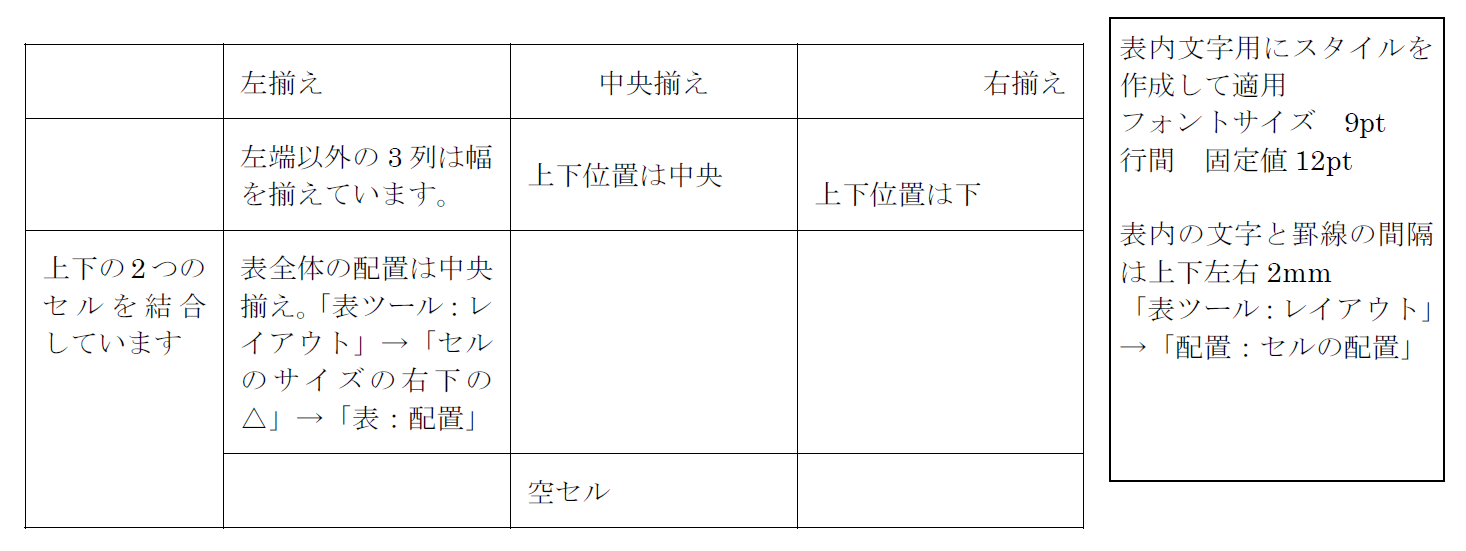 左揃え
中央揃え
右揃え
左端以外の 3 列は幅
を揃えています。
上下位置は中央
上下位置は下
上下の 2 つの
セルを結合
しています
表全体の配置は中央
揃え。「表ツール : レ
イアウト」→「セル
のサイズの右下の
△」→「表 : 配置」
空セル
表内文字用にスタイルを
作成して適用
フォントサイズ　9pt
行間　固定値 12pt
表内の文字と罫線の間隔
は上下左右 2mm
「表ツール : レイアウト」
→「配置 : セルの配置」